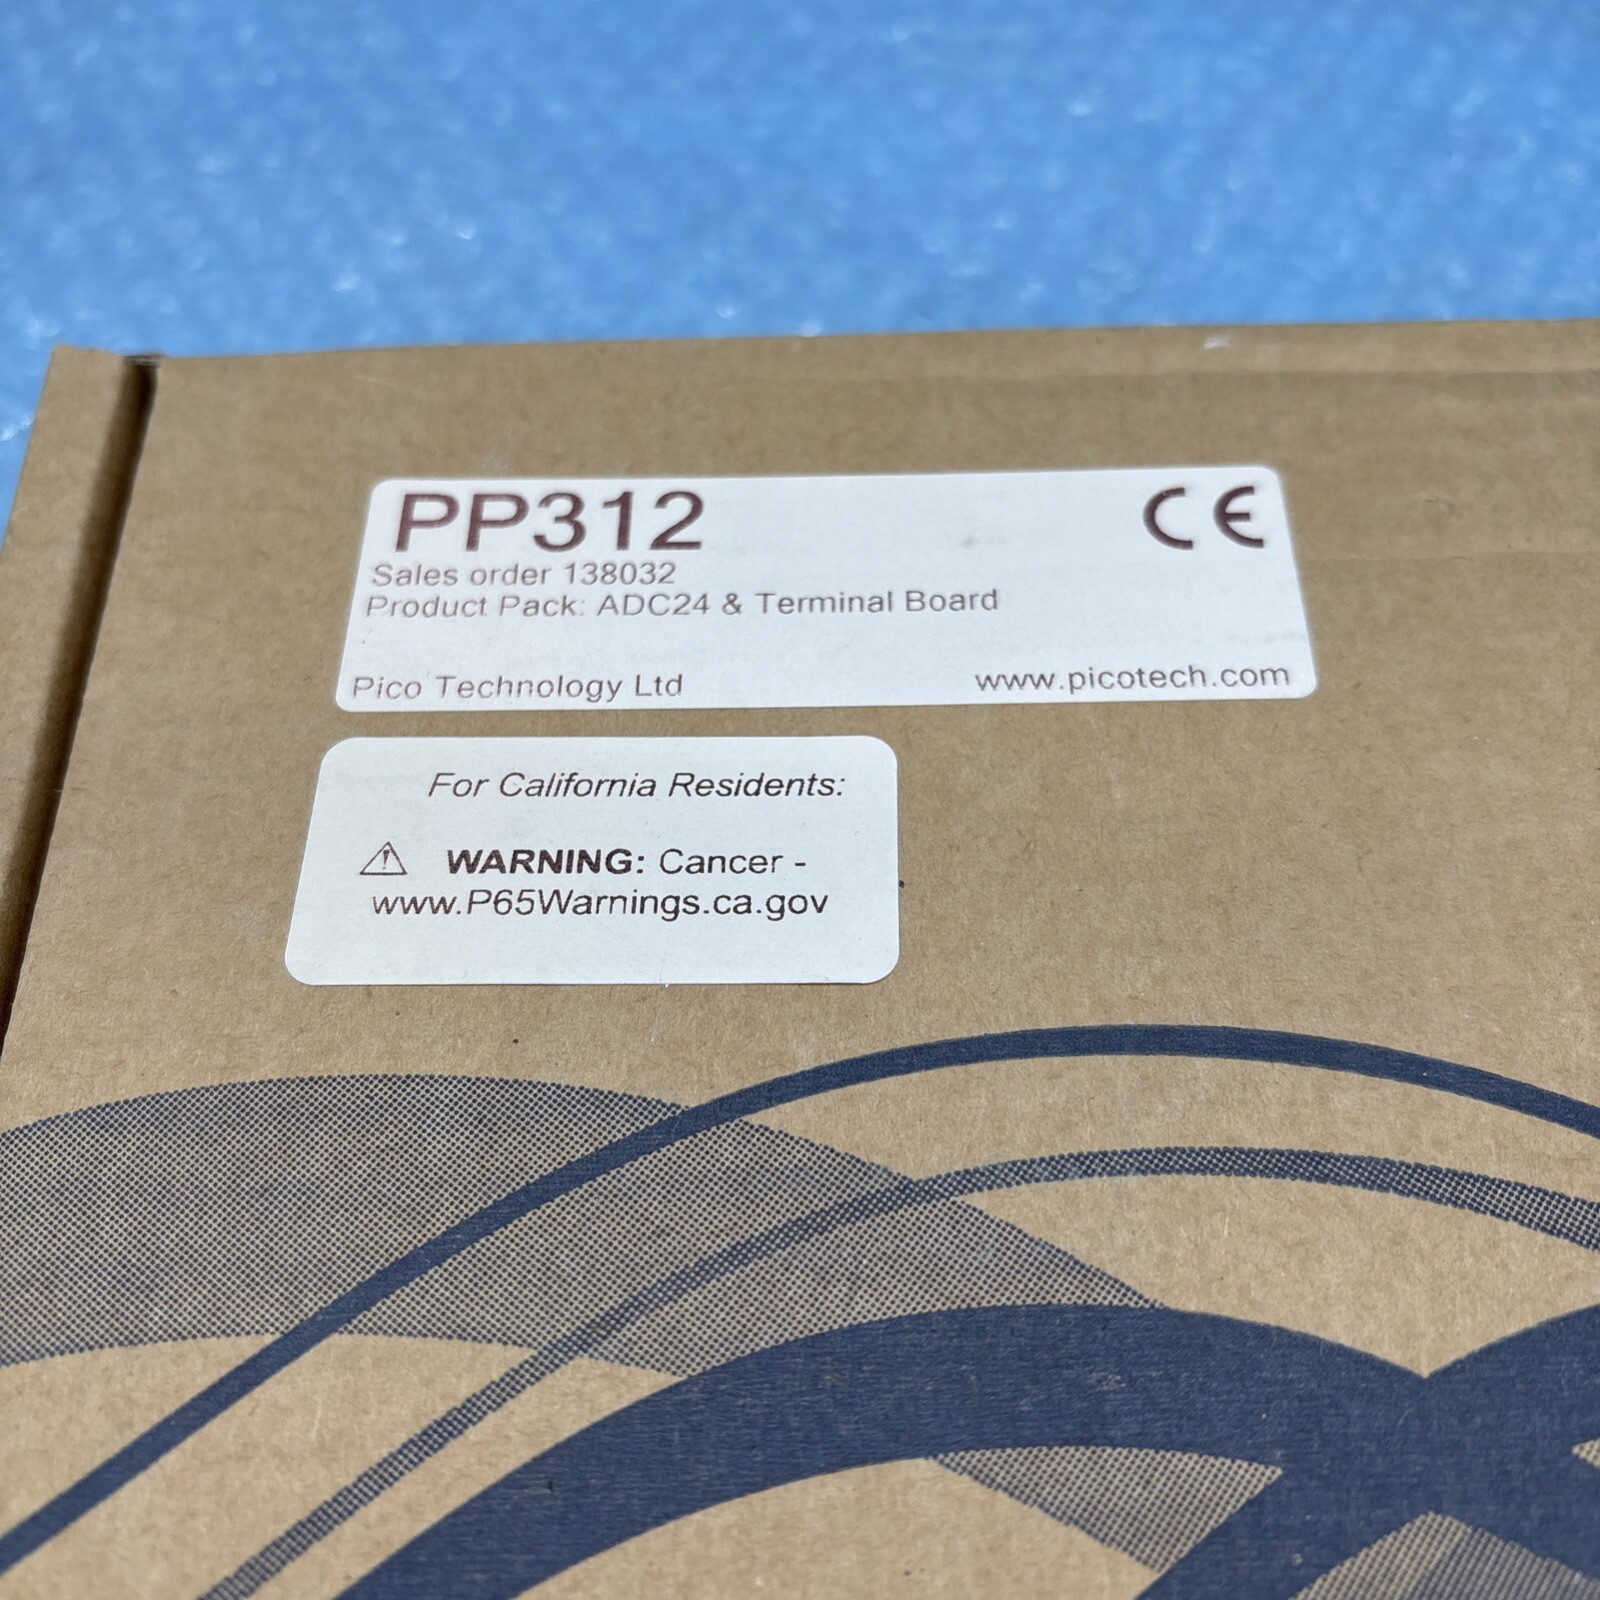 PP312
CE
Sales order 138032
Product Pack: ADC24 & Terminal Board
Pico Technology Ltd
www.picotech.com
For California Residents:
WARNING: Cancer -
www.P65Warnings.ca.gov